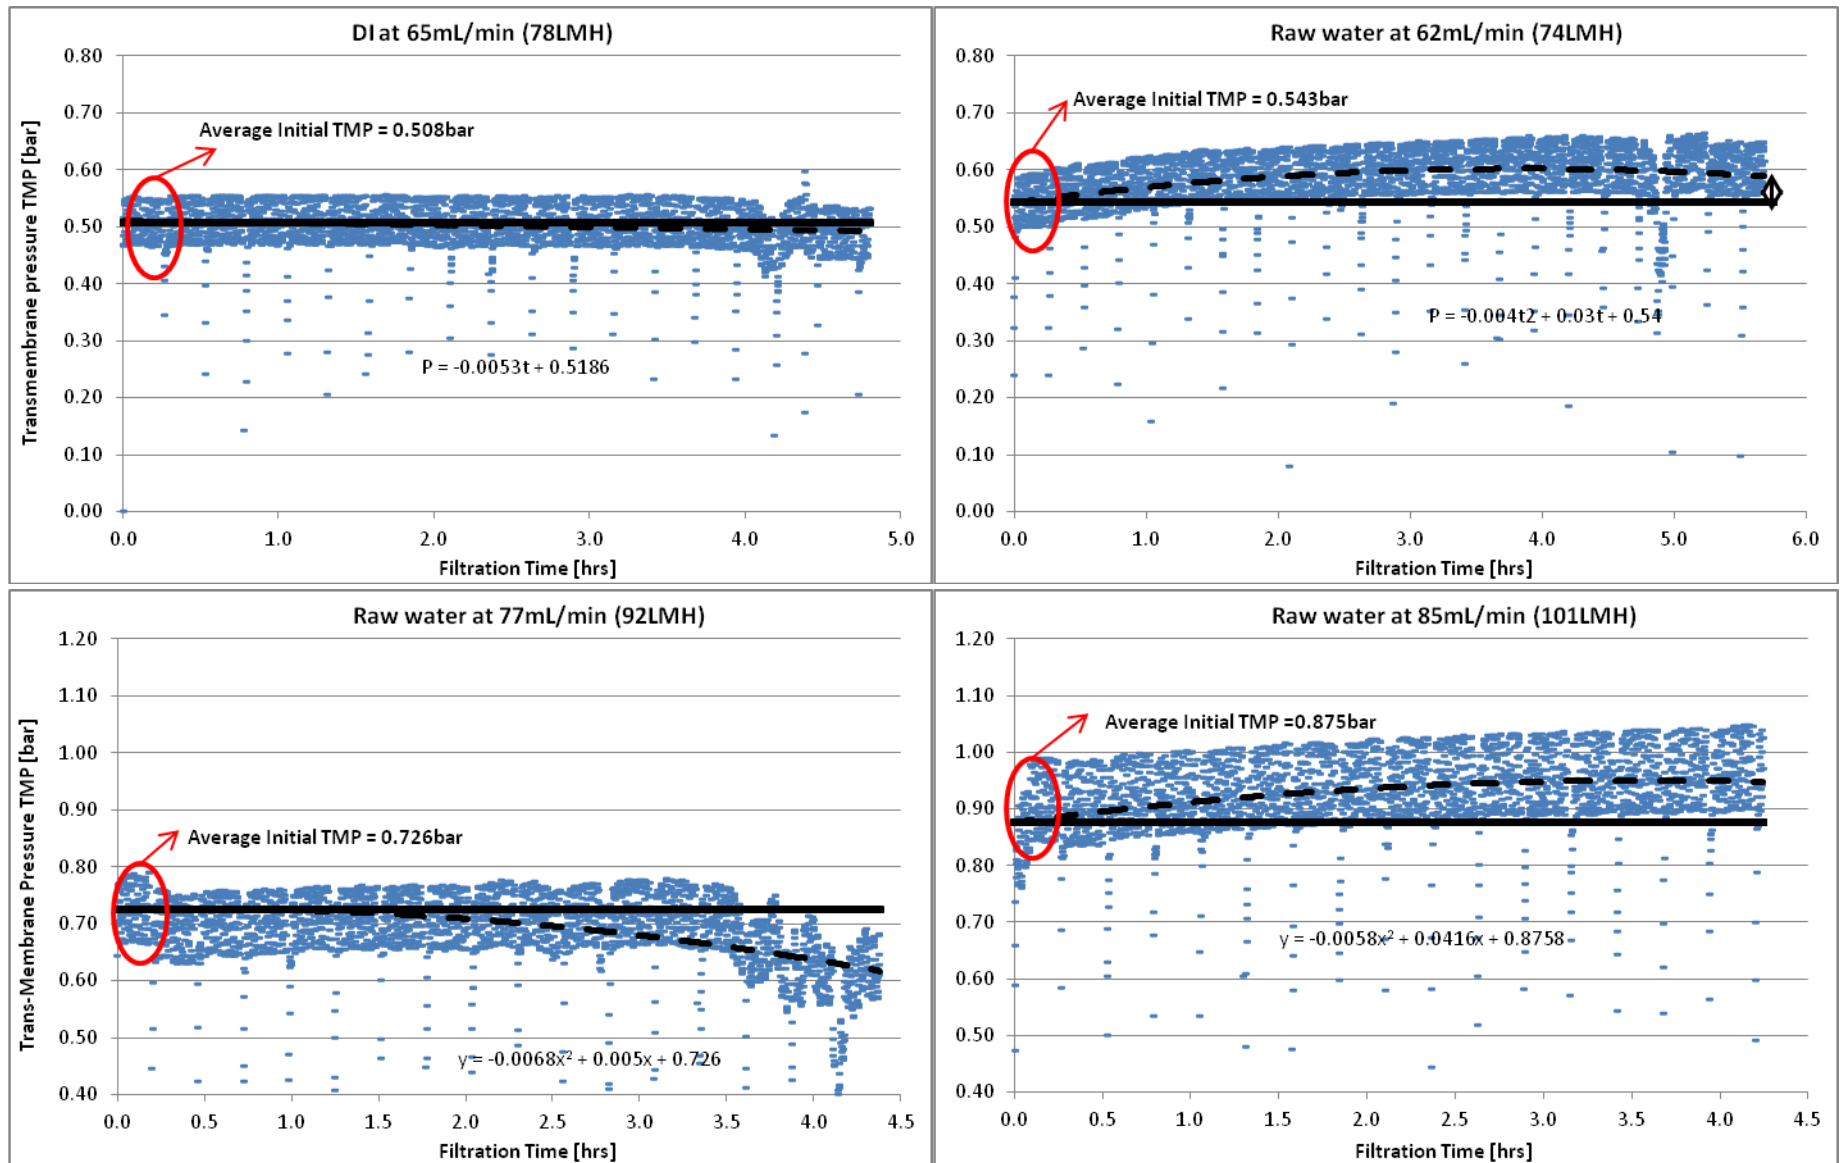 DI at 65mL/min (78LMH)
Transmembrane pressure TMP [bar]
0.80
0.70
0.60
0.50
0.40
0.30
0.20
0.10
0.00
Average Initial TMP = 0.508bar
P = -0.0053t + 0.5186
0.0 1.0 2.0 3.0 4.0 5.0
Filtration Time [hrs]
Raw water at 62mL/min (74LMH)
0.80
0.70
0.60
0.50
0.40
0.30
0.20
0.10
0.00
Average Initial TMP = 0.543bar
P = -0.004t2 + 0.03t + 0.54
0.0 1.0 2.0 3.0 4.0 5.0 6.0
Filtration Time [hrs]
Raw water at 77mL/min (92LMH)
Trans-Membrane Pressure TMP [bar]
1.20
1.10
1.00
0.90
0.80
0.70
0.60
0.50
0.40
Average Initial TMP = 0.726bar
y = -0.0068x² + 0.005x + 0.726
0.0 0.5 1.0 1.5 2.0 2.5 3.0 3.5 4.0 4.5
Filtration Time [hrs]
Raw water at 85mL/min (101LMH)
1.20
1.10
1.00
0.90
0.80
0.70
0.60
0.50
0.40
Average Initial TMP =0.875bar
y = -0.0058x² + 0.0416x + 0.8758
0.0 0.5 1.0 1.5 2.0 2.5 3.0 3.5 4.0 4.5
Filtration Time [hrs]